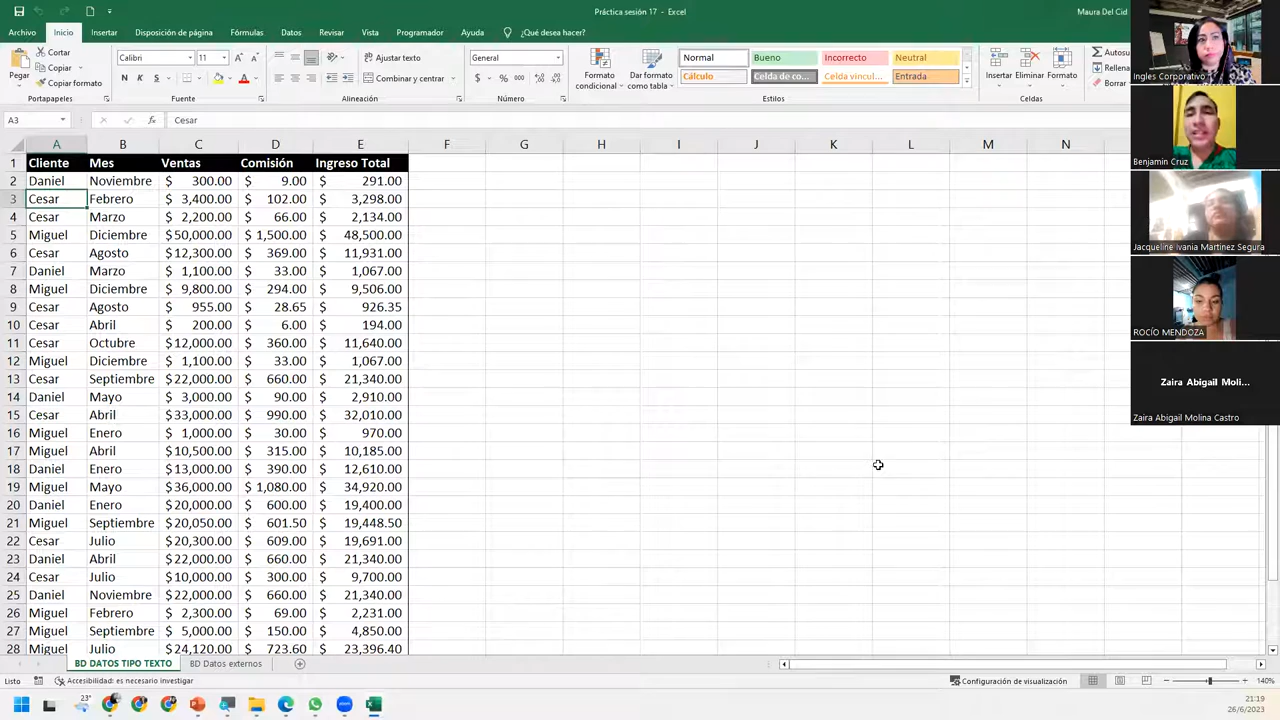 Práctica sesión 17 - Excel
Maura Del Cid
Archivo Inicio Insertar Disposición de página Fórmulas Datos Revisar Vista Programador Ayuda ¿Qué desea hacer?
Pegar
Cortar
Copiar
Copiar formato
Portapapeles
Calibri 11
N K S
Fuente
Ajustar texto
Combinar y centrar
Alineación
General
$ % 000
Número
Formato condicional
Dar formato como tabla
Normal Bueno Incorrecto Neutral
Cálculo Celda de co... Celda vincul... Entrada
Estilos
Insertar Eliminar Formato
Celdas
Autosu
Rellena
Borrar
A3 fx Cesar
A B C D E F G H I J K L M N
1 Cliente Mes Ventas Comisión Ingreso Total
2 Daniel Noviembre $ 300.00 $ 9.00 $ 291.00
3 Cesar Febrero $ 3,400.00 $ 102.00 $ 3,298.00
4 Cesar Marzo $ 2,200.00 $ 66.00 $ 2,134.00
5 Miguel Diciembre $50,000.00 $ 1,500.00 $ 48,500.00
6 Cesar Agosto $12,300.00 $ 369.00 $ 11,931.00
7 Daniel Marzo $ 1,100.00 $ 33.00 $ 1,067.00
8 Miguel Diciembre $ 9,800.00 $ 294.00 $ 9,506.00
9 Cesar Agosto $ 955.00 $ 28.65 $ 926.35
10 Cesar Abril $ 200.00 $ 6.00 $ 194.00
11 Cesar Octubre $12,000.00 $ 360.00 $ 11,640.00
12 Miguel Diciembre $ 1,100.00 $ 33.00 $ 1,067.00
13 Cesar Septiembre $22,000.00 $ 660.00 $ 21,340.00
14 Daniel Mayo $ 3,000.00 $ 90.00 $ 2,910.00
15 Cesar Abril $33,000.00 $ 990.00 $ 32,010.00
16 Miguel Enero $ 1,000.00 $ 30.00 $ 970.00
17 Miguel Abril $10,500.00 $ 315.00 $ 10,185.00
18 Daniel Enero $13,000.00 $ 390.00 $ 12,610.00
19 Miguel Mayo $36,000.00 $ 1,080.00 $ 34,920.00
20 Daniel Enero $20,000.00 $ 600.00 $ 19,400.00
21 Miguel Septiembre $20,050.00 $ 601.50 $ 19,448.50
22 Cesar Julio $20,300.00 $ 609.00 $ 19,691.00
23 Daniel Abril $22,000.00 $ 660.00 $ 21,340.00
24 Cesar Julio $10,000.00 $ 300.00 $ 9,700.00
25 Daniel Noviembre $22,000.00 $ 660.00 $ 21,340.00
26 Miguel Febrero $ 2,300.00 $ 69.00 $ 2,231.00
27 Miguel Septiembre $ 5,000.00 $ 150.00 $ 4,850.00
28 Miguel Julio $24,120.00 $ 723.60 $ 23,396.40
BD DATOS TIPO TEXTO BD Datos externos
Listo Accesibilidad: es necesario investigar
Configuración de visualización
140%
23°
21:19
26/6/2023
Ingles Corporativo
Benjamin Cruz
Jacqueline Ivania Martinez Segura
ROCÍO MENDOZA
Zaira Abigail Moli...
Zaira Abigail Molina Castro